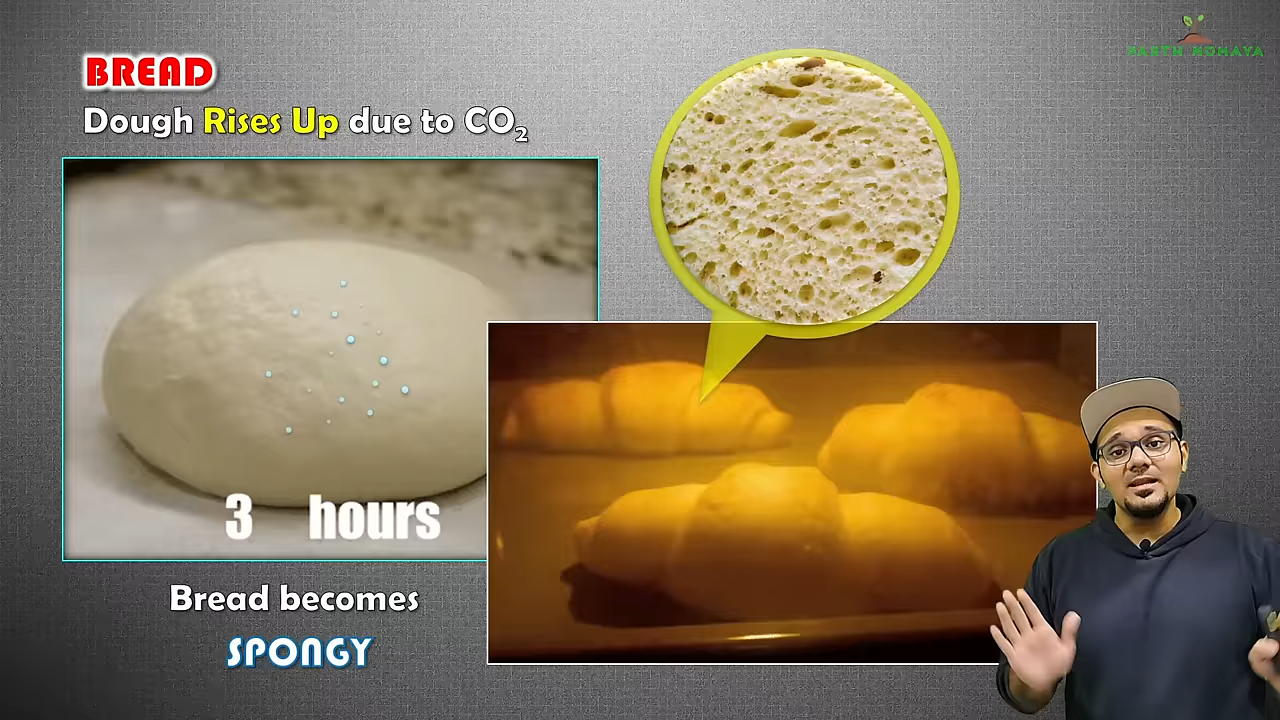 BREAD
Dough Rises Up due to CO₂
3 hours
Bread becomes
SPONGY